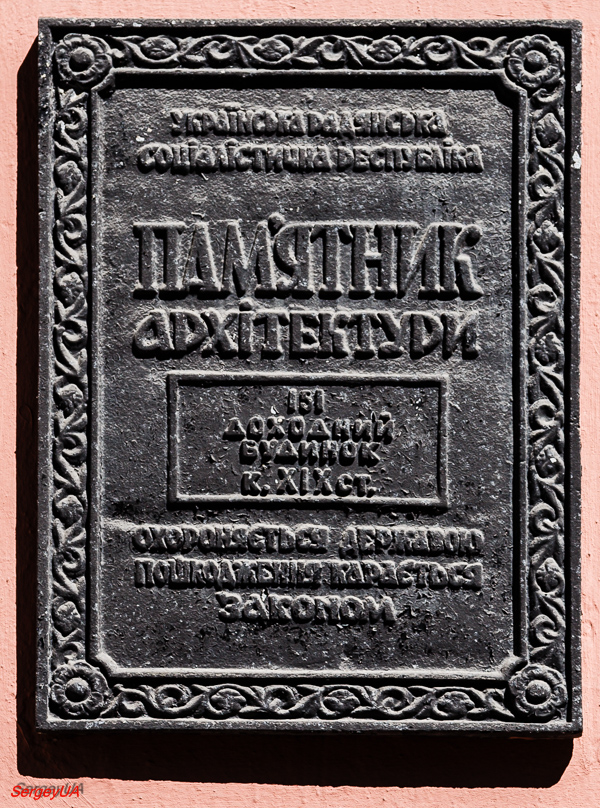 УКРАЇНСЬКА РАДЯНСЬКА
СОЦІАЛІСТИЧНА РЕСПУБЛІКА
ПАМ'ЯТНИК
АРХІТЕКТУРИ
151
ДОХОДНИЙ
БУДИНОК
К. XIX СТ.
ОХОРОНЯЄТЬСЯ ДЕРЖАВОЮ
ПОШКОДЖЕННЯ КАРАЄТЬСЯ
ЗАКОНОМ
SergeyUA